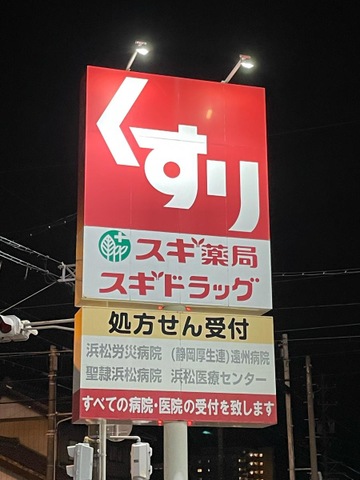 くすり
スギ薬局
スギドラッグ
処方せん受付
浜松労災病院 (静岡厚生連)遠州病院
聖隷浜松病院 浜松医療センター
すべての病院・医院の受付を致します